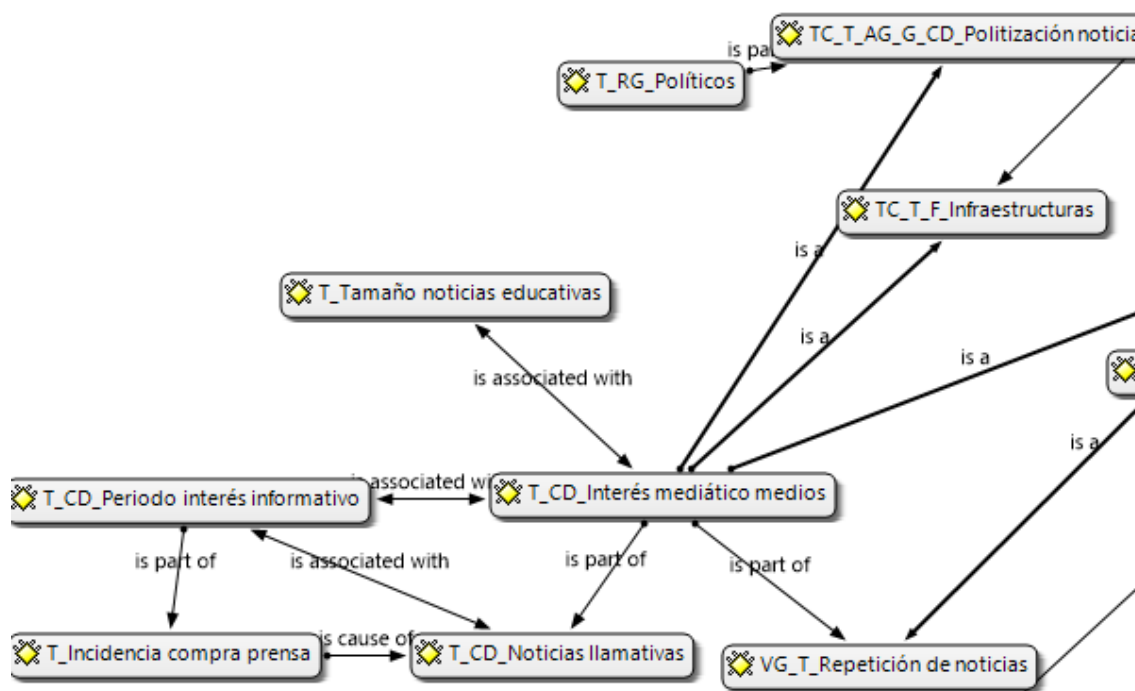 TC_T_AG_G_CD_Politización noticia
is par
T_RG_Políticos
TC_T_F_Infraestructuras
is a
T_Tamaño noticias educativas
is a
is a
is associated with
is a
is associated wi
T_CD_Periodo interés informativo
T_CD_Interés mediático medios
is part of
is associated with
is part of
is part of
is cause of
T_Incidencia compra prensa
T_CD_Noticias llamativas
VG_T_Repetición de noticias